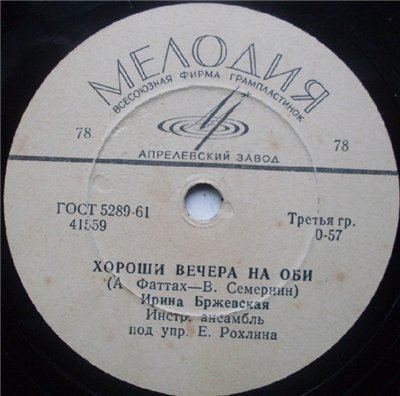 МЕЛОДИЯ
ВСЕСОЮЗНАЯ ФИРМА ГРАМПЛАСТИНОК
78 78
АПРЕЛЕВСКИЙ ЗАВОД
ГОСТ 5289-61 Третья гр.
41559 0-57
ХОРОШИ ВЕЧЕРА НА ОБИ
(А. Фаттах—В. Семернин)
Ирина Бржевская
Инстр. ансамбль
под упр. Е. Рохлина